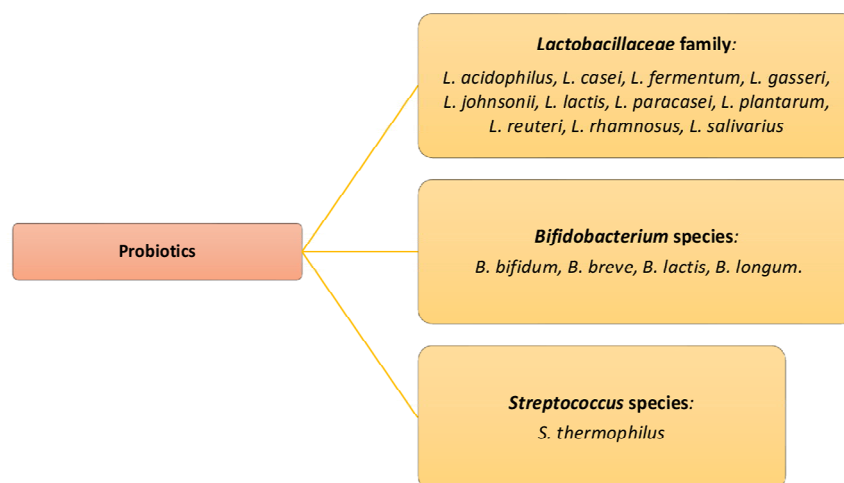 Lactobacillaceae family:
L. acidophilus, L. casei, L. fermentum, L. gasseri,
L. johnsonii, L. lactis, L. paracasei, L. plantarum,
L. reuteri, L. rhamnosus, L. salivarius
Probiotics
Bifidobacterium species:
B. bifidum, B. breve, B. lactis, B. longum.
Streptococcus species:
S. thermophilus